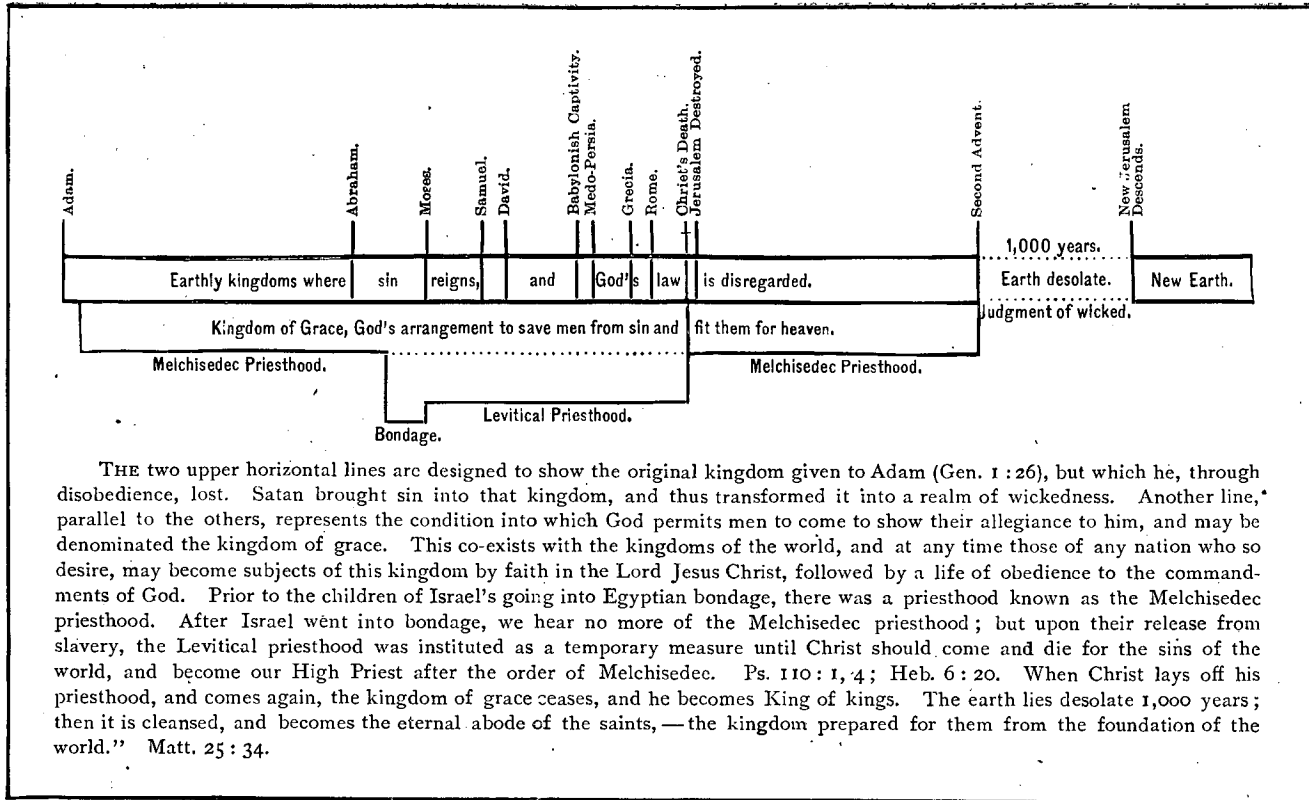 Adam.
Abraham.
Moses.
Samuel.
David.
Babylonish Captivity.
Medo-Persia.
Grecia.
Rome.
Christ's Death.
Jerusalem Destroyed.
Second Advent.
New Jerusalem
Descends.
1,000 years.
Earthly kingdoms where sin reigns, and God's law is disregarded.
Earth desolate.
New Earth.
Judgment of wicked.
Kingdom of Grace, God's arrangement to save men from sin and fit them for heaven.
Melchisedec Priesthood.
Melchisedec Priesthood.
Levitical Priesthood.
Bondage.
THE two upper horizontal lines are designed to show the original kingdom given to Adam (Gen. 1 : 26), but which he, through
disobedience, lost. Satan brought sin into that kingdom, and thus transformed it into a realm of wickedness. Another line,
parallel to the others, represents the condition into which God permits men to come to show their allegiance to him, and may be
denominated the kingdom of grace. This co-exists with the kingdoms of the world, and at any time those of any nation who so
desire, may become subjects of this kingdom by faith in the Lord Jesus Christ, followed by a life of obedience to the command-
ments of God. Prior to the children of Israel's going into Egyptian bondage, there was a priesthood known as the Melchisedec
priesthood. After Israel went into bondage, we hear no more of the Melchisedec priesthood ; but upon their release from
slavery, the Levitical priesthood was instituted as a temporary measure until Christ should come and die for the sins of the
world, and become our High Priest after the order of Melchisedec. Ps. 110 : 1, 4 ; Heb. 6 : 20. When Christ lays off his
priesthood, and comes again, the kingdom of grace ceases, and he becomes King of kings. The earth lies desolate 1,000 years ;
then it is cleansed, and becomes the eternal abode of the saints, — the kingdom prepared for them from the foundation of the
world." Matt. 25 : 34.